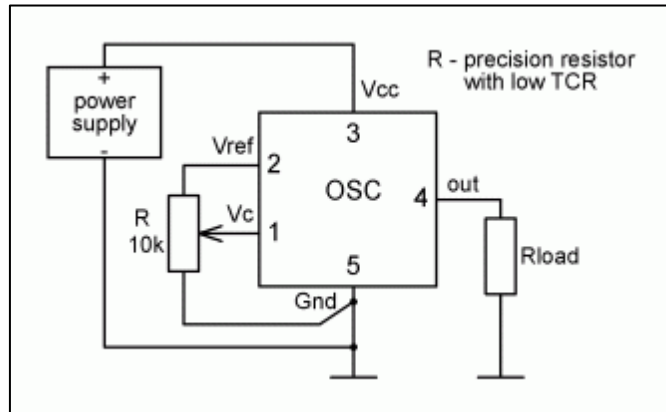 R - precision resistor
with low TCR
+
power
supply
-
Vcc
3
Vref
2
OSC
4
out
R
10k
Vc
1
Rload
5
Gnd